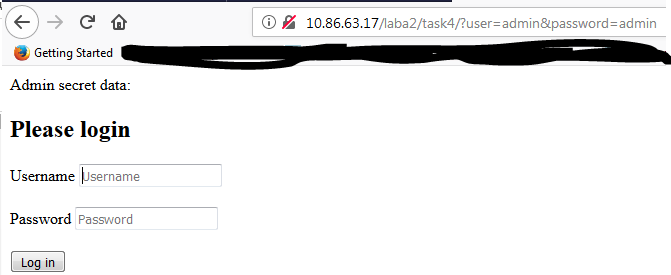 10.86.63.17/laba2/task4/?user=admin&password=admin
Getting Started
Admin secret data:
Please login
Username Username
Password Password
Log in